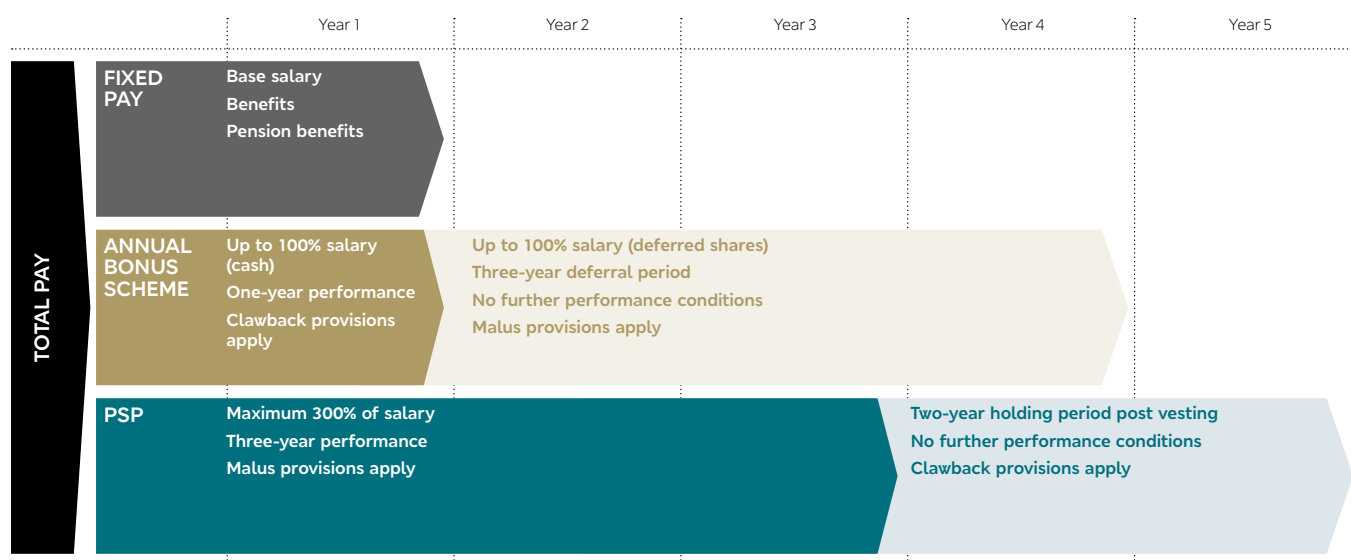 Year 1
Year 2
Year 3
Year 4
Year 5
TOTAL PAY
FIXED
PAY
Base salary
Benefits
Pension benefits
ANNUAL
BONUS
SCHEME
Up to 100% salary
(cash)
One-year performance
Clawback provisions
apply
Up to 100% salary (deferred shares)
Three-year deferral period
No further performance conditions
Malus provisions apply
PSP
Maximum 300% of salary
Three-year performance
Malus provisions apply
Two-year holding period post vesting
No further performance conditions
Clawback provisions apply